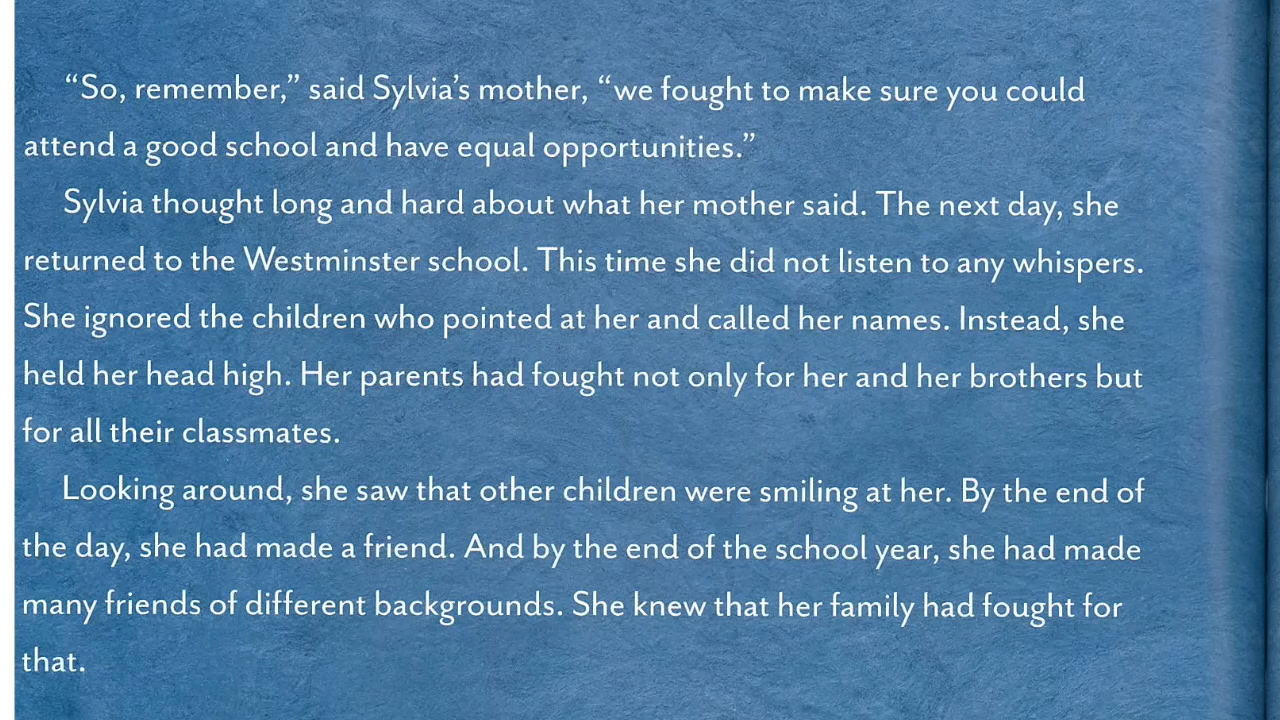 “So, remember,” said Sylvia’s mother, “we fought to make sure you could
attend a good school and have equal opportunities.”
Sylvia thought long and hard about what her mother said. The next day, she
returned to the Westminster school. This time she did not listen to any whispers.
She ignored the children who pointed at her and called her names. Instead, she
held her head high. Her parents had fought not only for her and her brothers but
for all their classmates.
Looking around, she saw that other children were smiling at her. By the end of
the day, she had made a friend. And by the end of the school year, she had made
many friends of different backgrounds. She knew that her family had fought for
that.